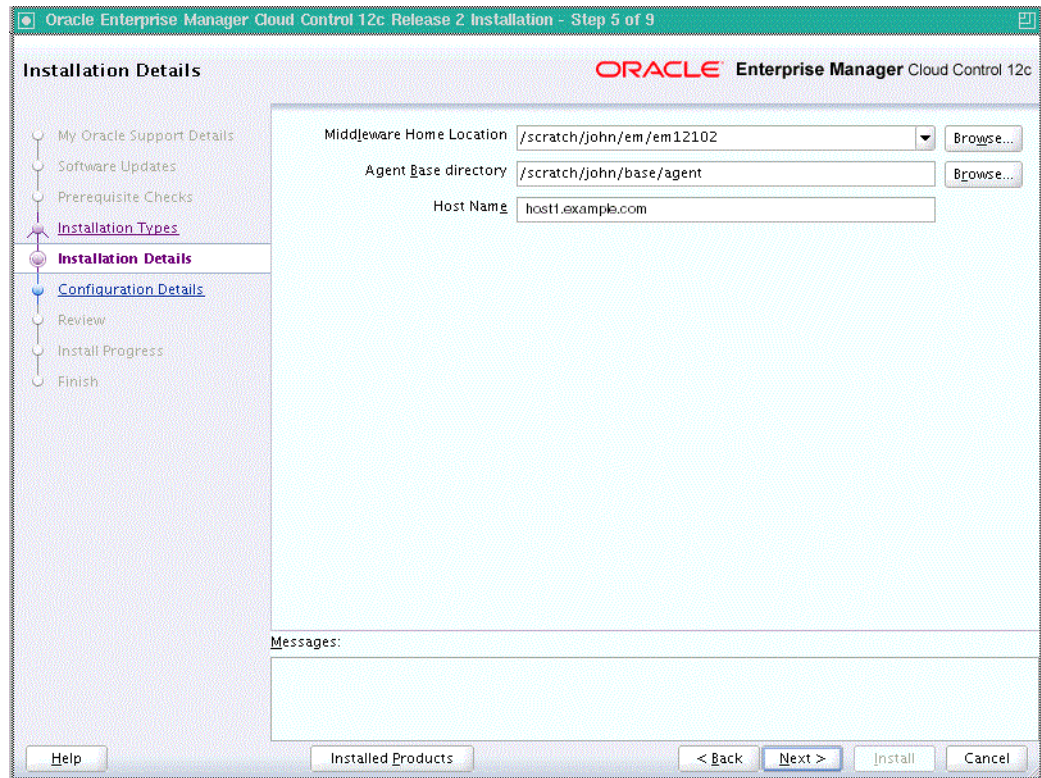 Oracle Enterprise Manager Cloud Control 12c Release 2 Installation - Step 5 of 9
Installation Details
ORACLE Enterprise Manager Cloud Control 12c
My Oracle Support Details
Software Updates
Prerequisite Checks
Installation Types
Installation Details
Configuration Details
Review
Install Progress
Finish
Middleware Home Location /scratch/john/em/em12102 Browse...
Agent Base directory /scratch/john/base/agent Browse...
Host Name host1.example.com
Messages:
Help Installed Products < Back Next > Install Cancel